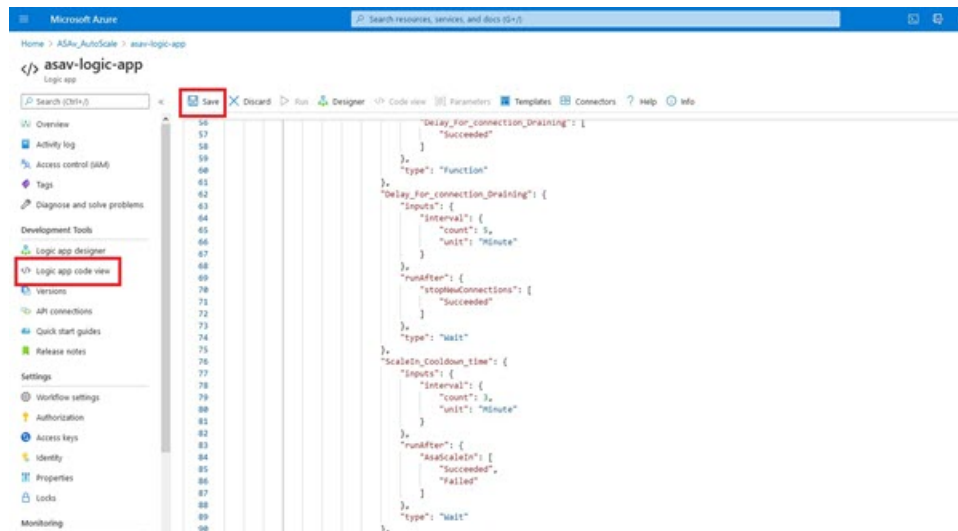 Microsoft Azure
Search resources, services, and docs (G+/)
Home > ASAv_AutoScale > asav-logic-app
</> asav-logic-app
Logic app
Search (Ctrl+/)
«
Save
Discard
Run
Designer
</> Code view
Parameters
Templates
Connectors
? Help
Info
Overview
Activity log
Access control (IAM)
Tags
Diagnose and solve problems
Development Tools
Logic app designer
</> Logic app code view
Versions
API connections
Quick start guides
Release notes
Settings
Workflow settings
Authorization
Access keys
Identity
Properties
Locks
Monitoring
56 "Delay_For_connection_Draining": [
57 "Succeeded"
58 ]
59 },
60 "type": "Function"
61 },
62 "Delay_For_connection_Draining": {
63 "inputs": {
64 "interval": {
65 "count": 5,
66 "unit": "Minute"
67 }
68 },
69 "runAfter": {
70 "stopNewConnections": [
71 "Succeeded"
72 ]
73 },
74 "type": "Wait"
75 },
76 "ScaleIn_Cooldown_time": {
77 "inputs": {
78 "interval": {
79 "count": 3,
80 "unit": "Minute"
81 }
82 },
83 "runAfter": {
84 "AsaScaleIn": [
85 "Succeeded",
86 "Failed"
87 ]
88 },
89 "type": "Wait"
90 },